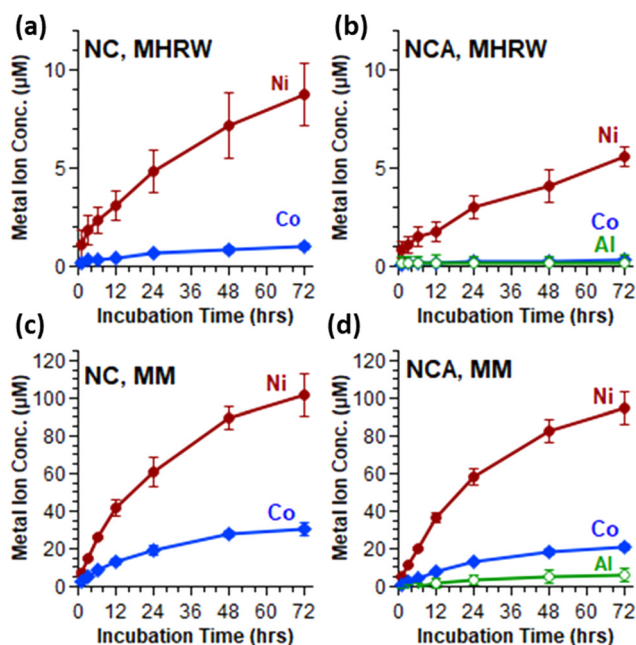 (a) NC, MHRW
Metal Ion Conc. (µM)
10
5
0
Ni
Co
0 12 24 36 48 60 72
Incubation Time (hrs)
(b) NCA, MHRW
Metal Ion Conc. (µM)
10
5
0
Ni
Co
Al
0 12 24 36 48 60 72
Incubation Time (hrs)
(c) NC, MM
Metal Ion Conc. (µM)
120
100
80
60
40
20
0
Ni
Co
0 12 24 36 48 60 72
Incubation Time (hrs)
(d) NCA, MM
Metal Ion Conc. (µM)
120
100
80
60
40
20
0
Ni
Co
Al
0 12 24 36 48 60 72
Incubation Time (hrs)